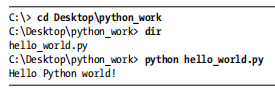 C:\> cd Desktop\python_work
C:\Desktop\python_work> dir
hello_world.py
C:\Desktop\python_work> python hello_world.py
Hello Python world!